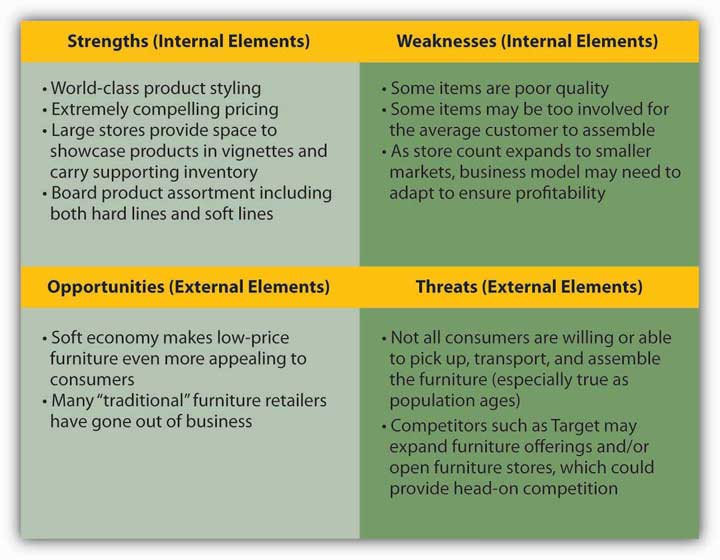 Strengths (Internal Elements)
• World-class product styling
• Extremely compelling pricing
• Large stores provide space to
showcase products in vignettes and
carry supporting inventory
• Board product assortment including
both hard lines and soft lines
Weaknesses (Internal Elements)
• Some items are poor quality
• Some items may be too involved for
the average customer to assemble
• As store count expands to smaller
markets, business model may need to
adapt to ensure profitability
Opportunities (External Elements)
• Soft economy makes low-price
furniture even more appealing to
consumers
• Many “traditional” furniture retailers
have gone out of business
Threats (External Elements)
• Not all consumers are willing or able
to pick up, transport, and assemble
the furniture (especially true as
population ages)
• Competitors such as Target may
expand furniture offerings and/or
open furniture stores, which could
provide head-on competition